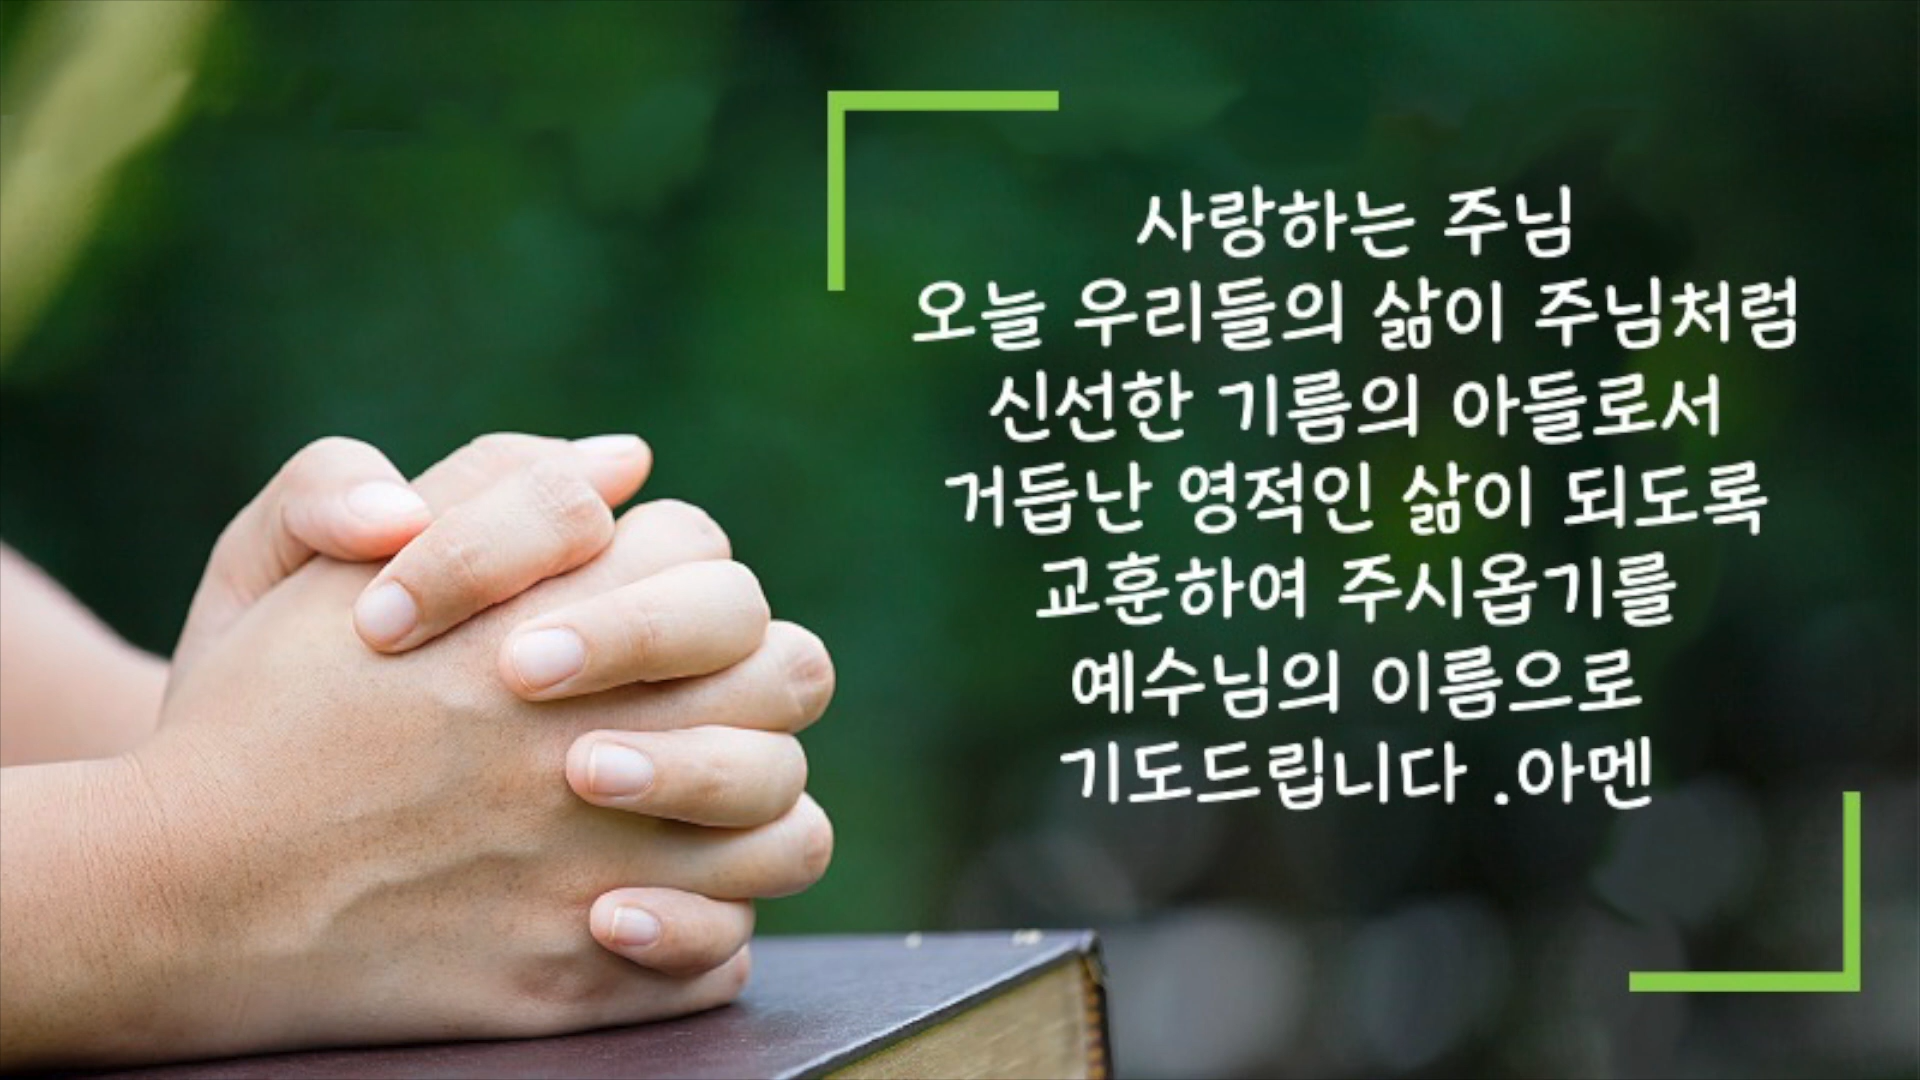 사랑하는 주님
오늘 우리들의 삶이 주님처럼
신선한 기름의 아들로서
거듭난 영적인 삶이 되도록
교훈하여 주시옵기를
예수님의 이름으로
기도드립니다 .아멘